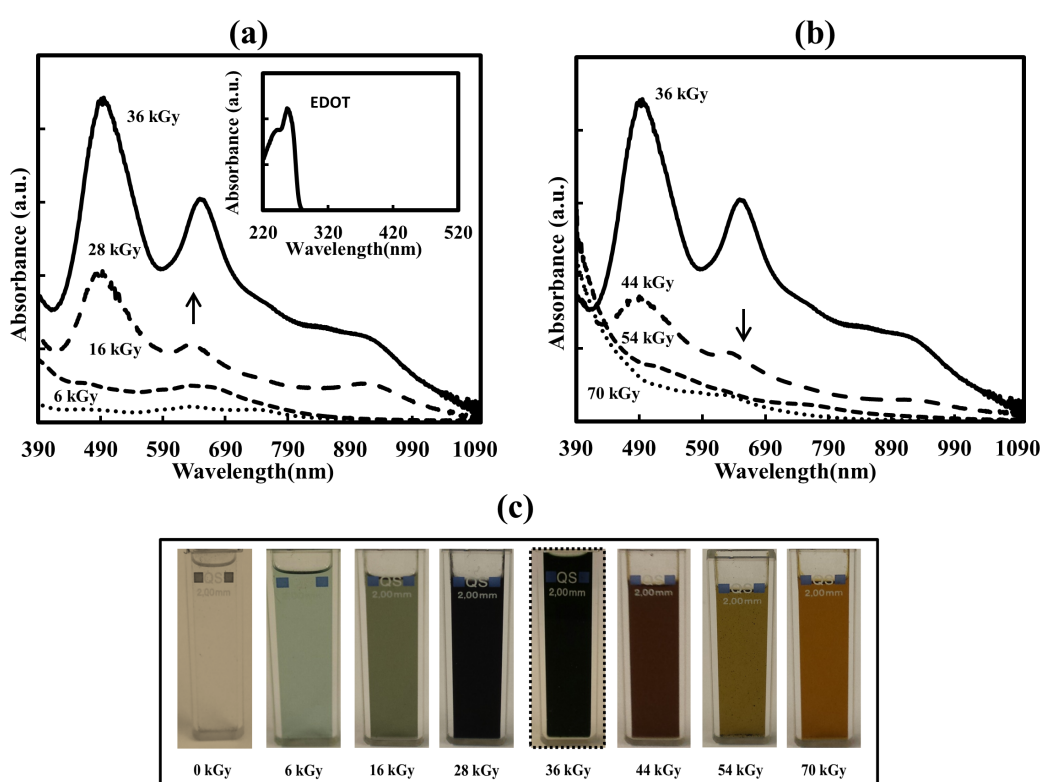 (a)
36 kGy
28 kGy
16 kGy
6 kGy
Absorbance (a.u.)
390 490 590 690 790 890 990 1090
Wavelength(nm)
EDOT
Absorbance (a.u.)
220 320 420 520
Wavelength(nm)
(b)
36 kGy
44 kGy
54 kGy
70 kGy
Absorbance (a.u.)
390 490 590 690 790 890 990 1090
Wavelength(nm)
(c)
QS
2,00mm
2,00mm
QS
2,00mm
QS
2,00mm
QS
2,00mm
QS
2,00mm
QS
2,00mm
QS
2,00mm
0 kGy 6 kGy 16 kGy 28 kGy 36 kGy 44 kGy 54 kGy 70 kGy